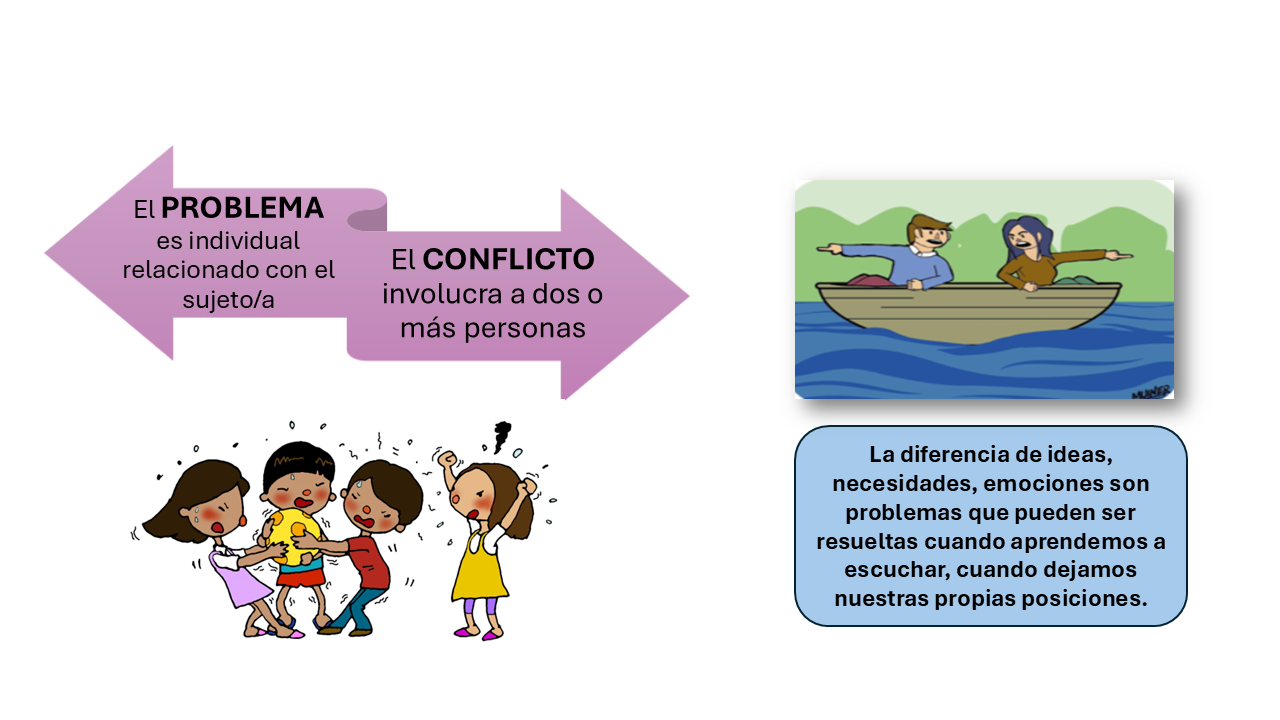 El PROBLEMA
es individual
relacionado con el
sujeto/a
El CONFLICTO
involucra a dos o
más personas
MUNER
La diferencia de ideas,
necesidades, emociones son
problemas que pueden ser
resueltas cuando aprendemos a
escuchar, cuando dejamos
nuestras propias posiciones.